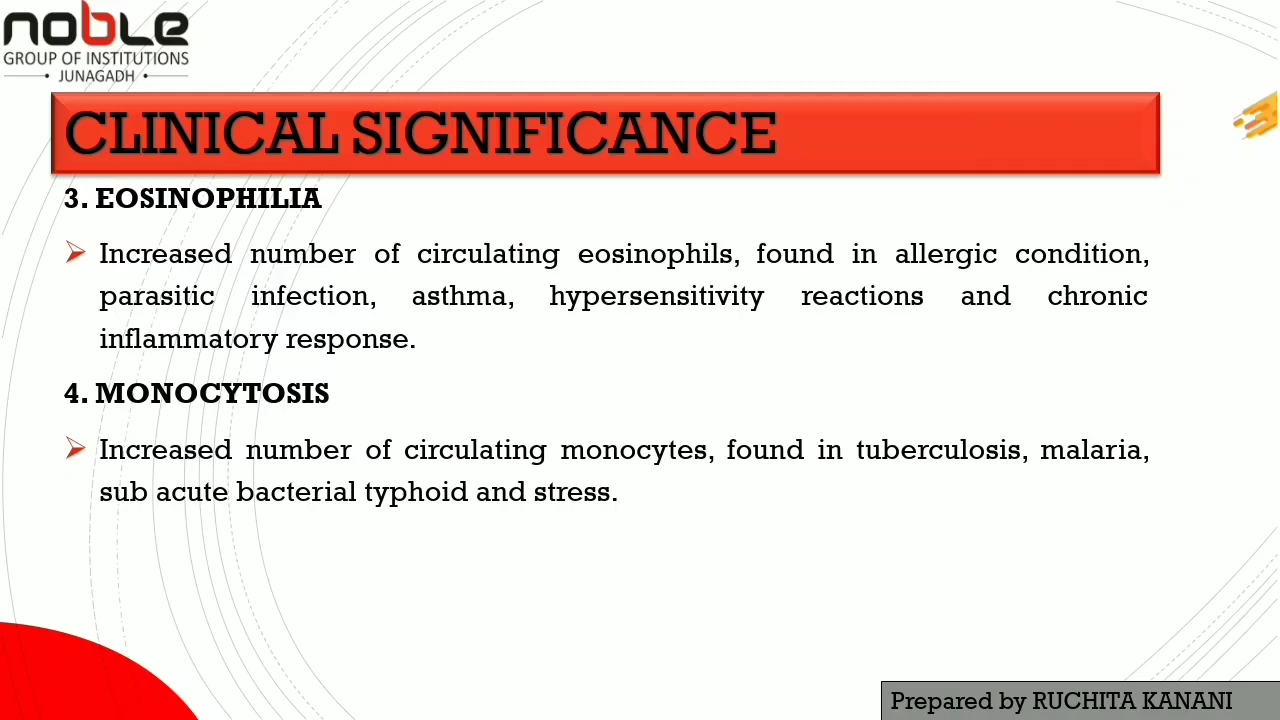 noble
GROUP OF INSTITUTIONS
JUNAGADH
CLINICAL SIGNIFICANCE
3. EOSINOPHILIA
Increased number of circulating eosinophils, found in allergic condition,
parasitic infection, asthma, hypersensitivity reactions and chronic
inflammatory response.
4. MONOCYTOSIS
Increased number of circulating monocytes, found in tuberculosis, malaria,
sub acute bacterial typhoid and stress.
Prepared by RUCHITA KANANI